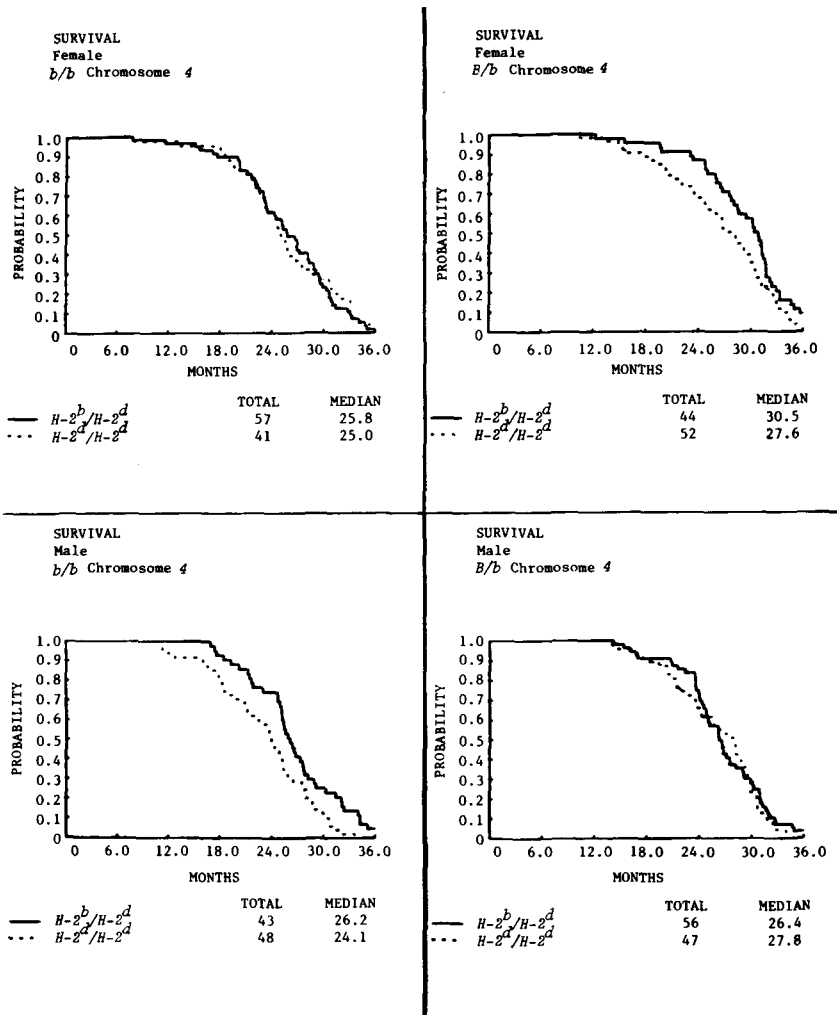 SURVIVAL
Female
b/b Chromosome 4
PROBABILITY
1.0
0.9
0.8
0.7
0.6
0.5
0.4
0.3
0.2
0.1
0
0 6.0 12.0 18.0 24.0 30.0 36.0
MONTHS
TOTAL MEDIAN
H-2b/H-2d 57 25.8
H-2d/H-2d 41 25.0
SURVIVAL
Female
B/b Chromosome 4
PROBABILITY
1.0
0.9
0.8
0.7
0.6
0.5
0.4
0.3
0.2
0.1
0
0 6.0 12.0 18.0 24.0 30.0 36.0
MONTHS
TOTAL MEDIAN
H-2b/H-2d 44 30.5
H-2d/H-2d 52 27.6
SURVIVAL
Male
b/b Chromosome 4
PROBABILITY
1.0
0.9
0.8
0.7
0.6
0.5
0.4
0.3
0.2
0.1
0
0 6.0 12.0 18.0 24.0 30.0 36.0
MONTHS
TOTAL MEDIAN
H-2b/H-2d 43 26.2
H-2d/H-2d 48 24.1
SURVIVAL
Male
B/b Chromosome 4
PROBABILITY
1.0
0.9
0.8
0.7
0.6
0.5
0.4
0.3
0.2
0.1
0
0 6.0 12.0 18.0 24.0 30.0 36.0
MONTHS
TOTAL MEDIAN
H-2b/H-2d 56 26.4
H-2d/H-2d 47 27.8